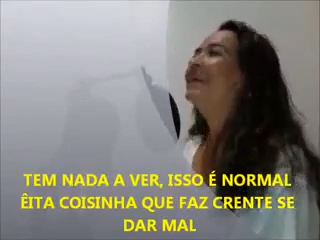 TEM NADA A VER, ISSO É NORMAL
ÊITA COISINHA QUE FAZ CRENTE SE
DAR MAL